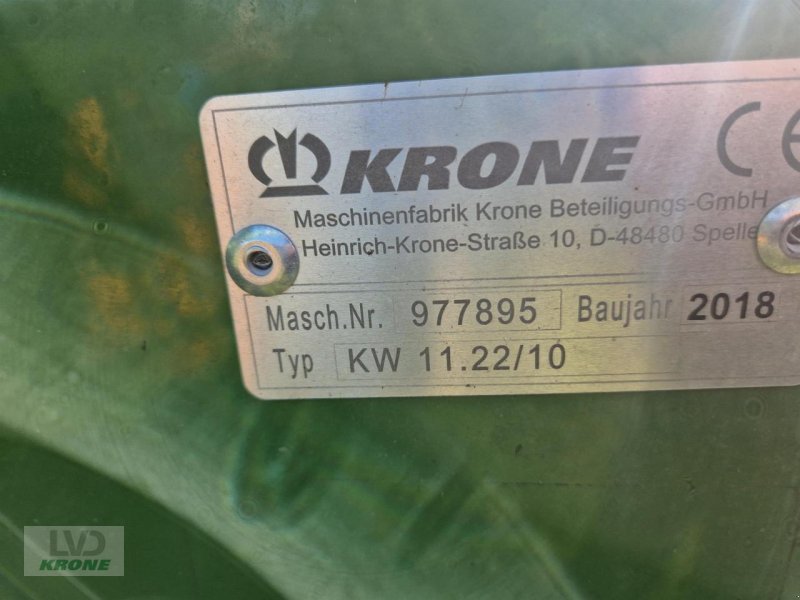 KRONE
CE
Maschinenfabrik Krone Beteiligungs-GmbH
Heinrich-Krone-Straße 10, D-48480 Spelle
Masch.Nr. 977895 Baujahr 2018
Typ KW 11.22/10
LVD
KRONE